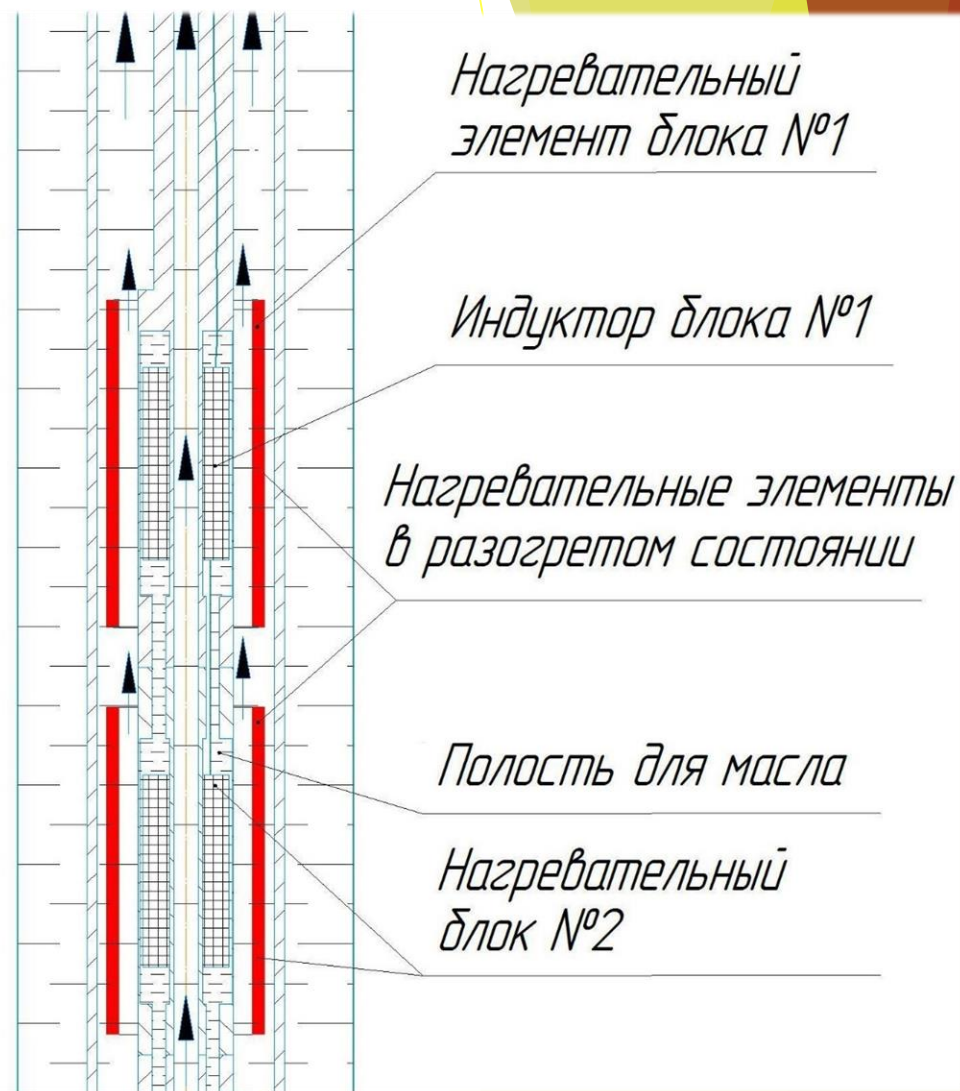 Нагревательный
элемент блока №1
Индуктор блока №1
Нагревательные элементы
в разогретом состоянии
Полость для масла
Нагревательный
блок №2